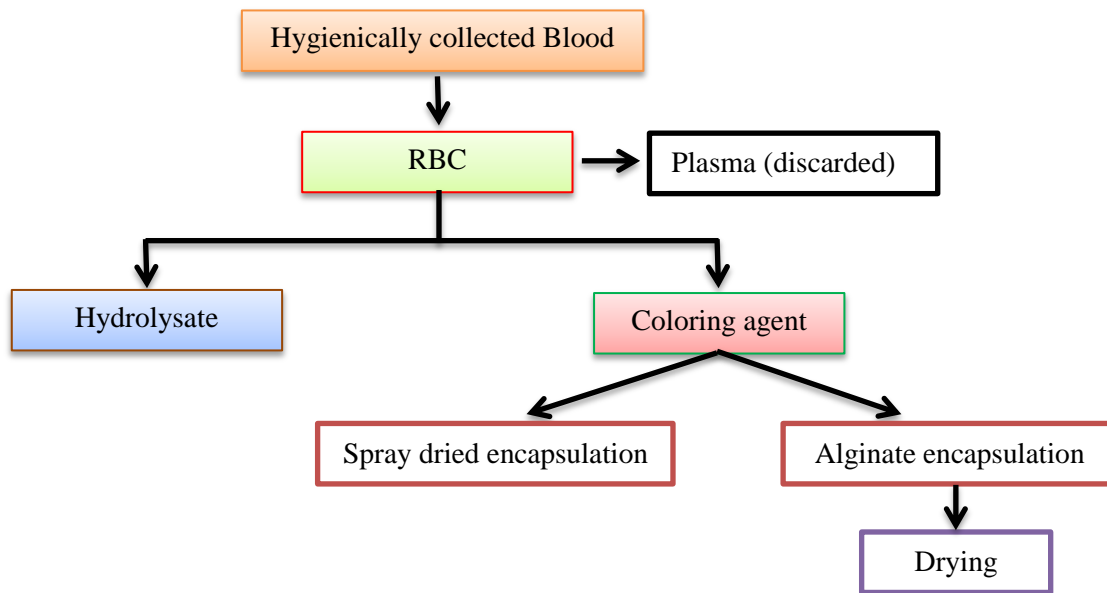 Hygienically collected Blood
RBC
Plasma (discarded)
Hydrolysate
Coloring agent
Spray dried encapsulation
Alginate encapsulation
Drying